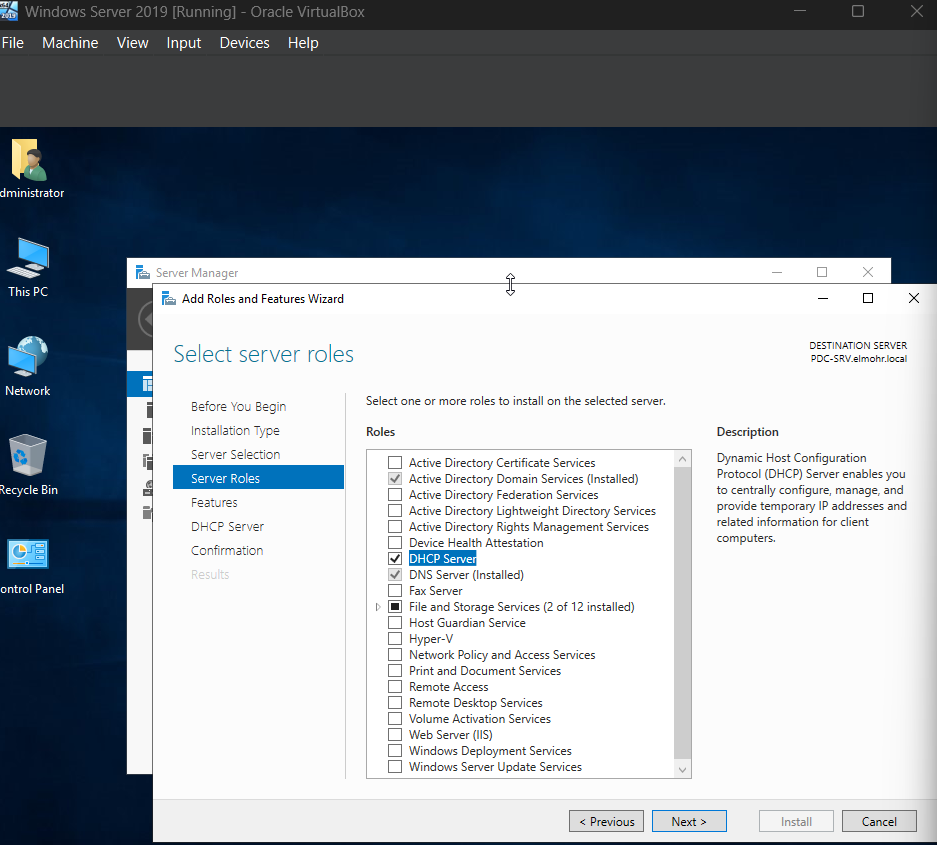 Windows Server 2019 [Running] - Oracle VirtualBox
File Machine View Input Devices Help
dministrator
This PC
Network
Recycle Bin
ontrol Panel
Server Manager
Add Roles and Features Wizard
Select server roles
DESTINATION SERVER
PDC-SRV.elmohr.local
Before You Begin
Installation Type
Server Selection
Server Roles
Features
DHCP Server
Confirmation
Results
Select one or more roles to install on the selected server.
Roles
Active Directory Certificate Services
Active Directory Domain Services (Installed)
Active Directory Federation Services
Active Directory Lightweight Directory Services
Active Directory Rights Management Services
Device Health Attestation
DHCP Server
DNS Server (Installed)
Fax Server
File and Storage Services (2 of 12 installed)
Host Guardian Service
Hyper-V
Network Policy and Access Services
Print and Document Services
Remote Access
Remote Desktop Services
Volume Activation Services
Web Server (IIS)
Windows Deployment Services
Windows Server Update Services
Description
Dynamic Host Configuration
Protocol (DHCP) Server enables you
to centrally configure, manage, and
provide temporary IP addresses and
related information for client
computers.
< Previous
Next >
Install
Cancel